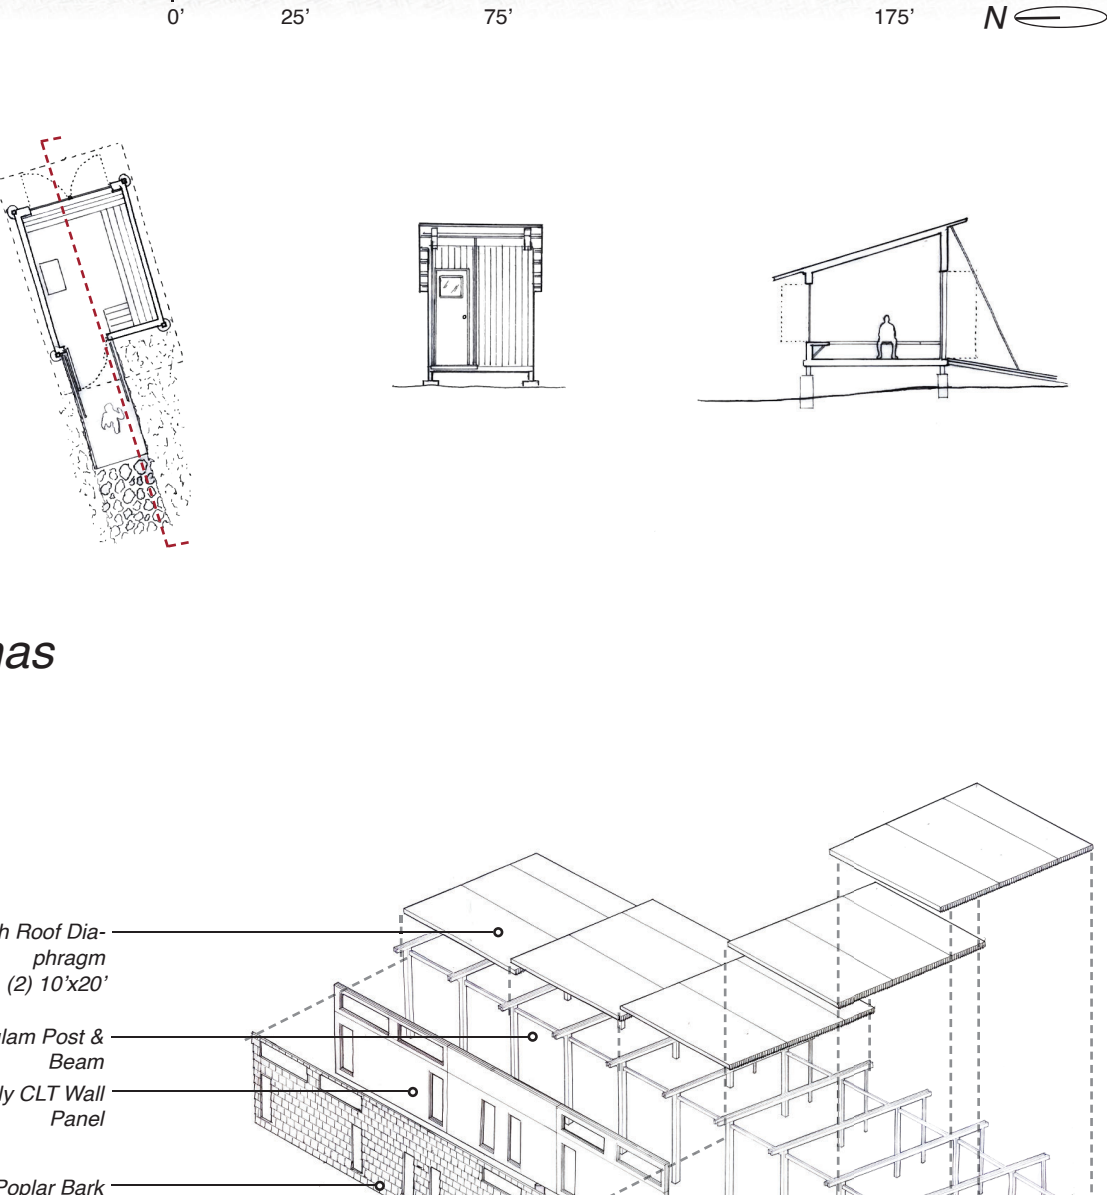 0’ 25’ 75’ 175’ N
has
h Roof Dia-
phragm
(2) 10’x20’
lam Post &
Beam
ly CLT Wall
Panel
Poplar Bark